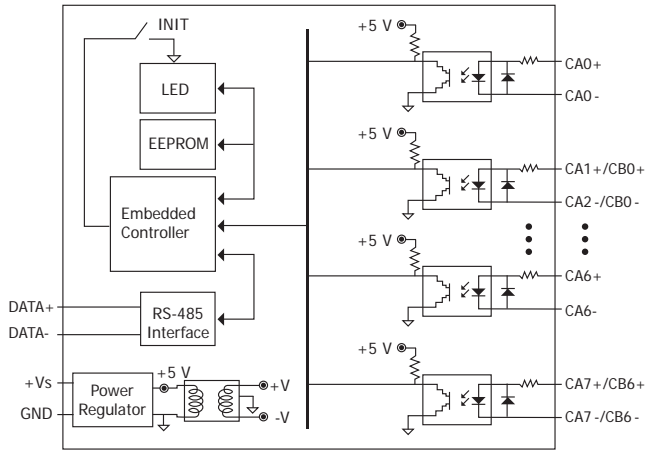 INIT
LED
EEPROM
Embedded
Controller
DATA+
DATA-
RS-485
Interface
+Vs
GND
Power
Regulator
+5 V
+V
-V
+5 V
CA0+
CA0-
+5 V
CA1+/CB0+
CA2-/CB0-
+5 V
CA6+
CA6-
+5 V
CA7+/CB6+
CA7-/CB6-